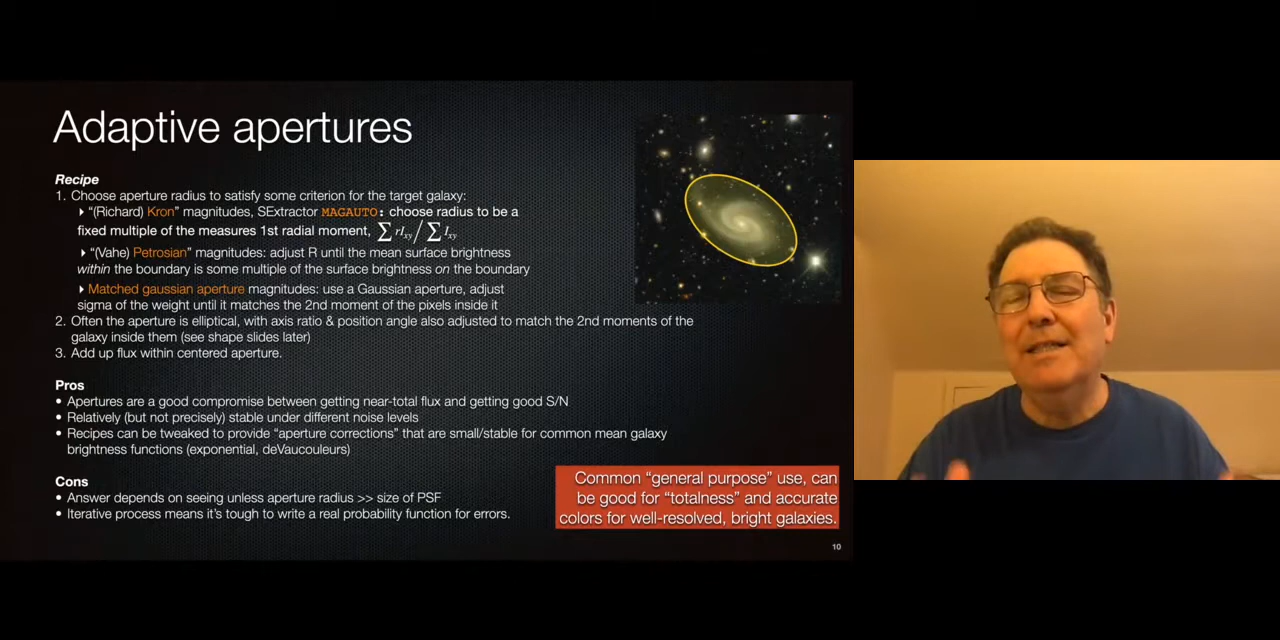 Adaptive apertures
Recipe
1. Choose aperture radius to satisfy some criterion for the target galaxy:
‣ “(Richard) Kron” magnitudes, SExtractor MAGAUTO: choose radius to be a
fixed multiple of the measures 1st radial moment, ∑ rI_xy / ∑ I_xy
‣ “(Vahe) Petrosian” magnitudes: adjust R until the mean surface brightness
within the boundary is some multiple of the surface brightness on the boundary
‣ Matched gaussian aperture magnitudes: use a Gaussian aperture, adjust
sigma of the weight until it matches the 2nd moment of the pixels inside it
2. Often the aperture is elliptical, with axis ratio & position angle also adjusted to match the 2nd moments of the
galaxy inside them (see shape slides later)
3. Add up flux within centered aperture.
Pros
• Apertures are a good compromise between getting near-total flux and getting good S/N
• Relatively (but not precisely) stable under different noise levels
• Recipes can be tweaked to provide “aperture corrections” that are small/stable for common mean galaxy
brightness functions (exponential, deVaucouleurs)
Cons
• Answer depends on seeing unless aperture radius >> size of PSF
• Iterative process means it’s tough to write a real probability function for errors.
Common “general purpose” use, can
be good for “totalness” and accurate
colors for well-resolved, bright galaxies.
10